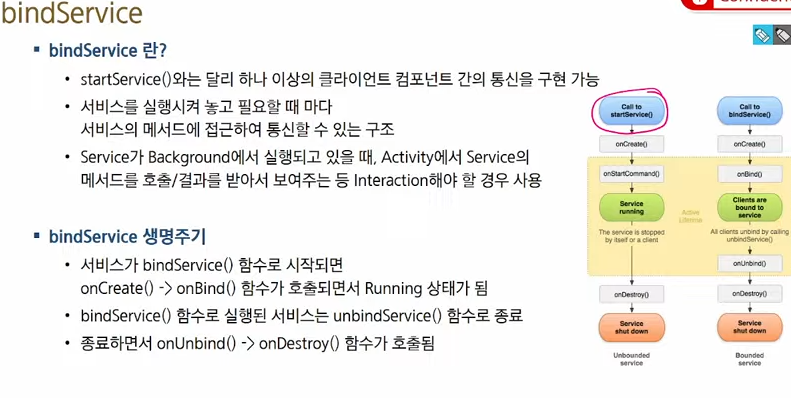 bindService
bindService 란?
startService()와는 달리 하나 이상의 클라이언트 컴포넌트 간의 통신을 구현 가능
서비스를 실행시켜 놓고 필요할 때 마다
서비스의 메서드에 접근하여 통신할 수 있는 구조
Service가 Background에서 실행되고 있을 때, Activity에서 Service의
메서드를 호출/결과를 받아서 보여주는 등 Interaction해야 할 경우 사용
bindService 생명주기
서비스가 bindService() 함수로 시작되면
onCreate() -> onBind() 함수가 호출되면서 Running 상태가 됨
bindService() 함수로 실행된 서비스는 unbindService() 함수로 종료
종료하면서 onUnbind() -> onDestroy() 함수가 호출됨
Call to
startService()
onCreate()
onStartCommand()
Service
running
The service is stopped
by itself or a client
onDestroy()
Service
shut down
Unbounded
service
Active
Lifetime
Call to
bindService()
onCreate()
onBind()
Clients are
bound to
service
All clients unbind by calling
unbindService()
onUnbind()
onDestroy()
Service
shut down
Bounded
service